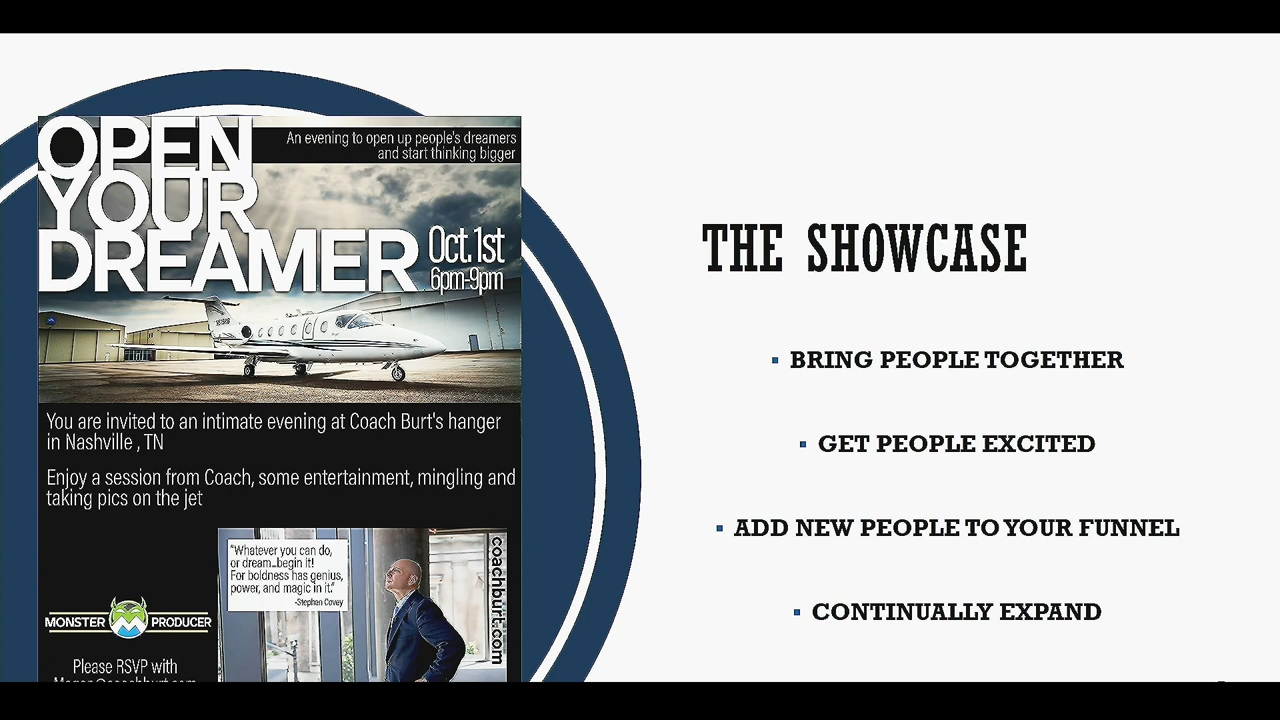 OPEN
YOUR
DREAMER
An evening to open up people's dreamers
and start thinking bigger
Oct.1st
6pm-9pm
You are invited to an intimate evening at Coach Burt's hanger
in Nashville , TN
Enjoy a session from Coach, some entertainment, mingling and
taking pics on the jet
"Whatever you can do,
or dream...begin it!
For boldness has genius,
power, and magic in it."
-Stephen Covey
coachburt.com
MONSTER PRODUCER
Please RSVP with
THE SHOWCASE
▪ BRING PEOPLE TOGETHER
▪ GET PEOPLE EXCITED
▪ ADD NEW PEOPLE TO YOUR FUNNEL
▪ CONTINUALLY EXPAND